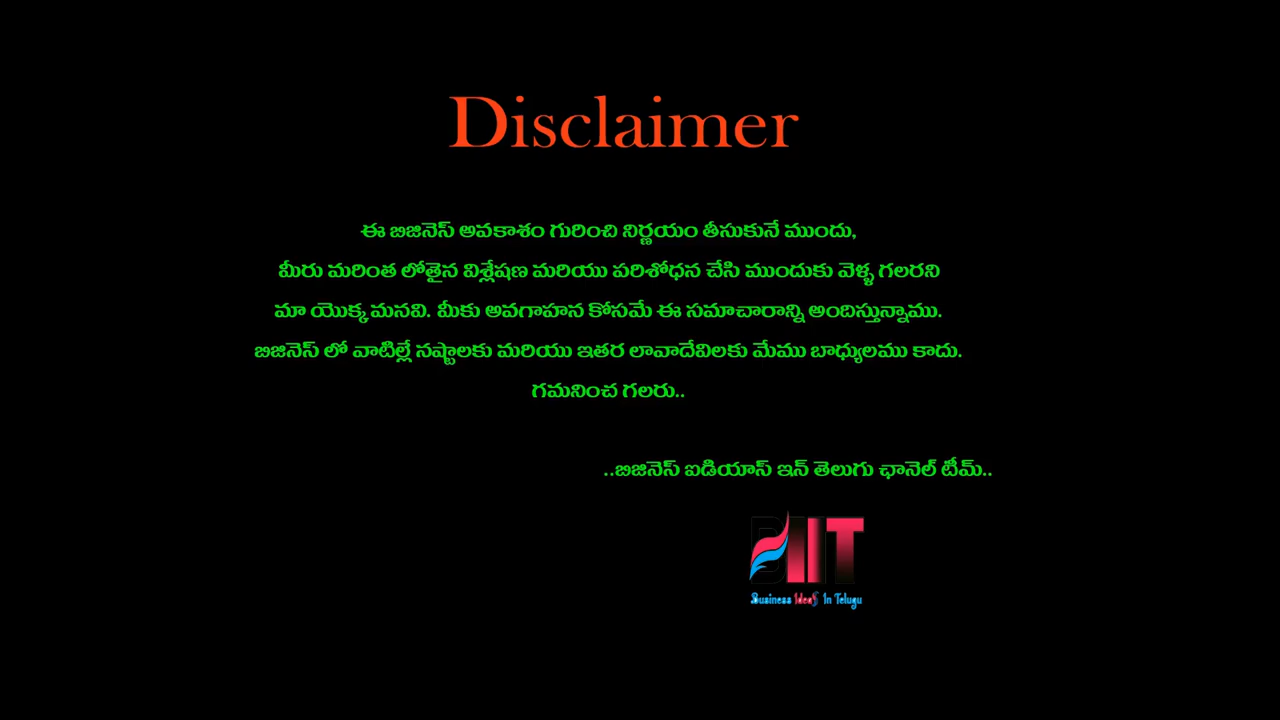 Disclaimer
ఈ బిజినెస్ అవకాశం గురించి నిర్ణయం తీసుకునే ముందు,
మీరు మరింత లోతైన విశ్లేషణ మరియు పరిశోధన చేసి ముందుకు వెళ్ళ గలరని
మా యొక్క మనవి. మీకు అవగాహన కోసమే ఈ సమాచారాన్ని అందిస్తున్నాము.
బిజినెస్ లో వాటిల్లే నష్టాలకు మరియు ఇతర లావాదేవిలకు మేము బాధ్యులము కాదు.
గమనించ గలరు..
..బిజినెస్ ఐడియాస్ ఇన్ తెలుగు ఛానెల్ టీమ్..
BIIT
Business IdeaS In Telugu